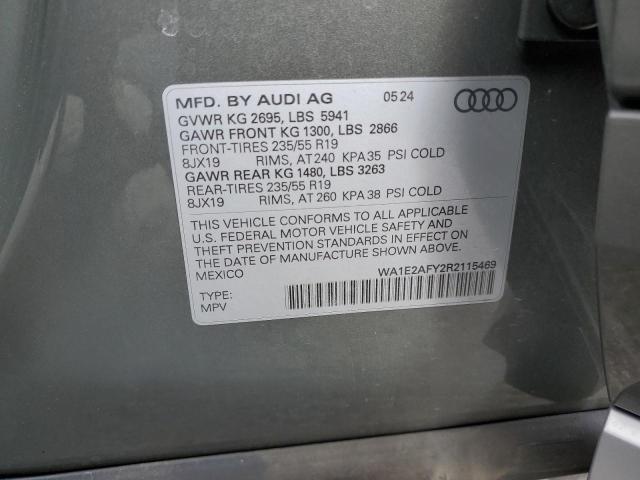 MFD. BY AUDI AG 05 24
GVWR KG 2695, LBS 5941
GAWR FRONT KG 1300, LBS 2866
FRONT-TIRES 235/55 R19
8JX19 RIMS, AT 240 KPA 35 PSI COLD
GAWR REAR KG 1480, LBS 3263
REAR-TIRES 235/55 R19
8JX19 RIMS, AT 260 KPA 38 PSI COLD
THIS VEHICLE CONFORMS TO ALL APPLICABLE
U.S. FEDERAL MOTOR VEHICLE SAFETY AND
THEFT PREVENTION STANDARDS IN EFFECT ON
THE DATE OF MANUFACTURE SHOWN ABOVE.
MEXICO WA1E2AFY2R2115469
TYPE:
MPV